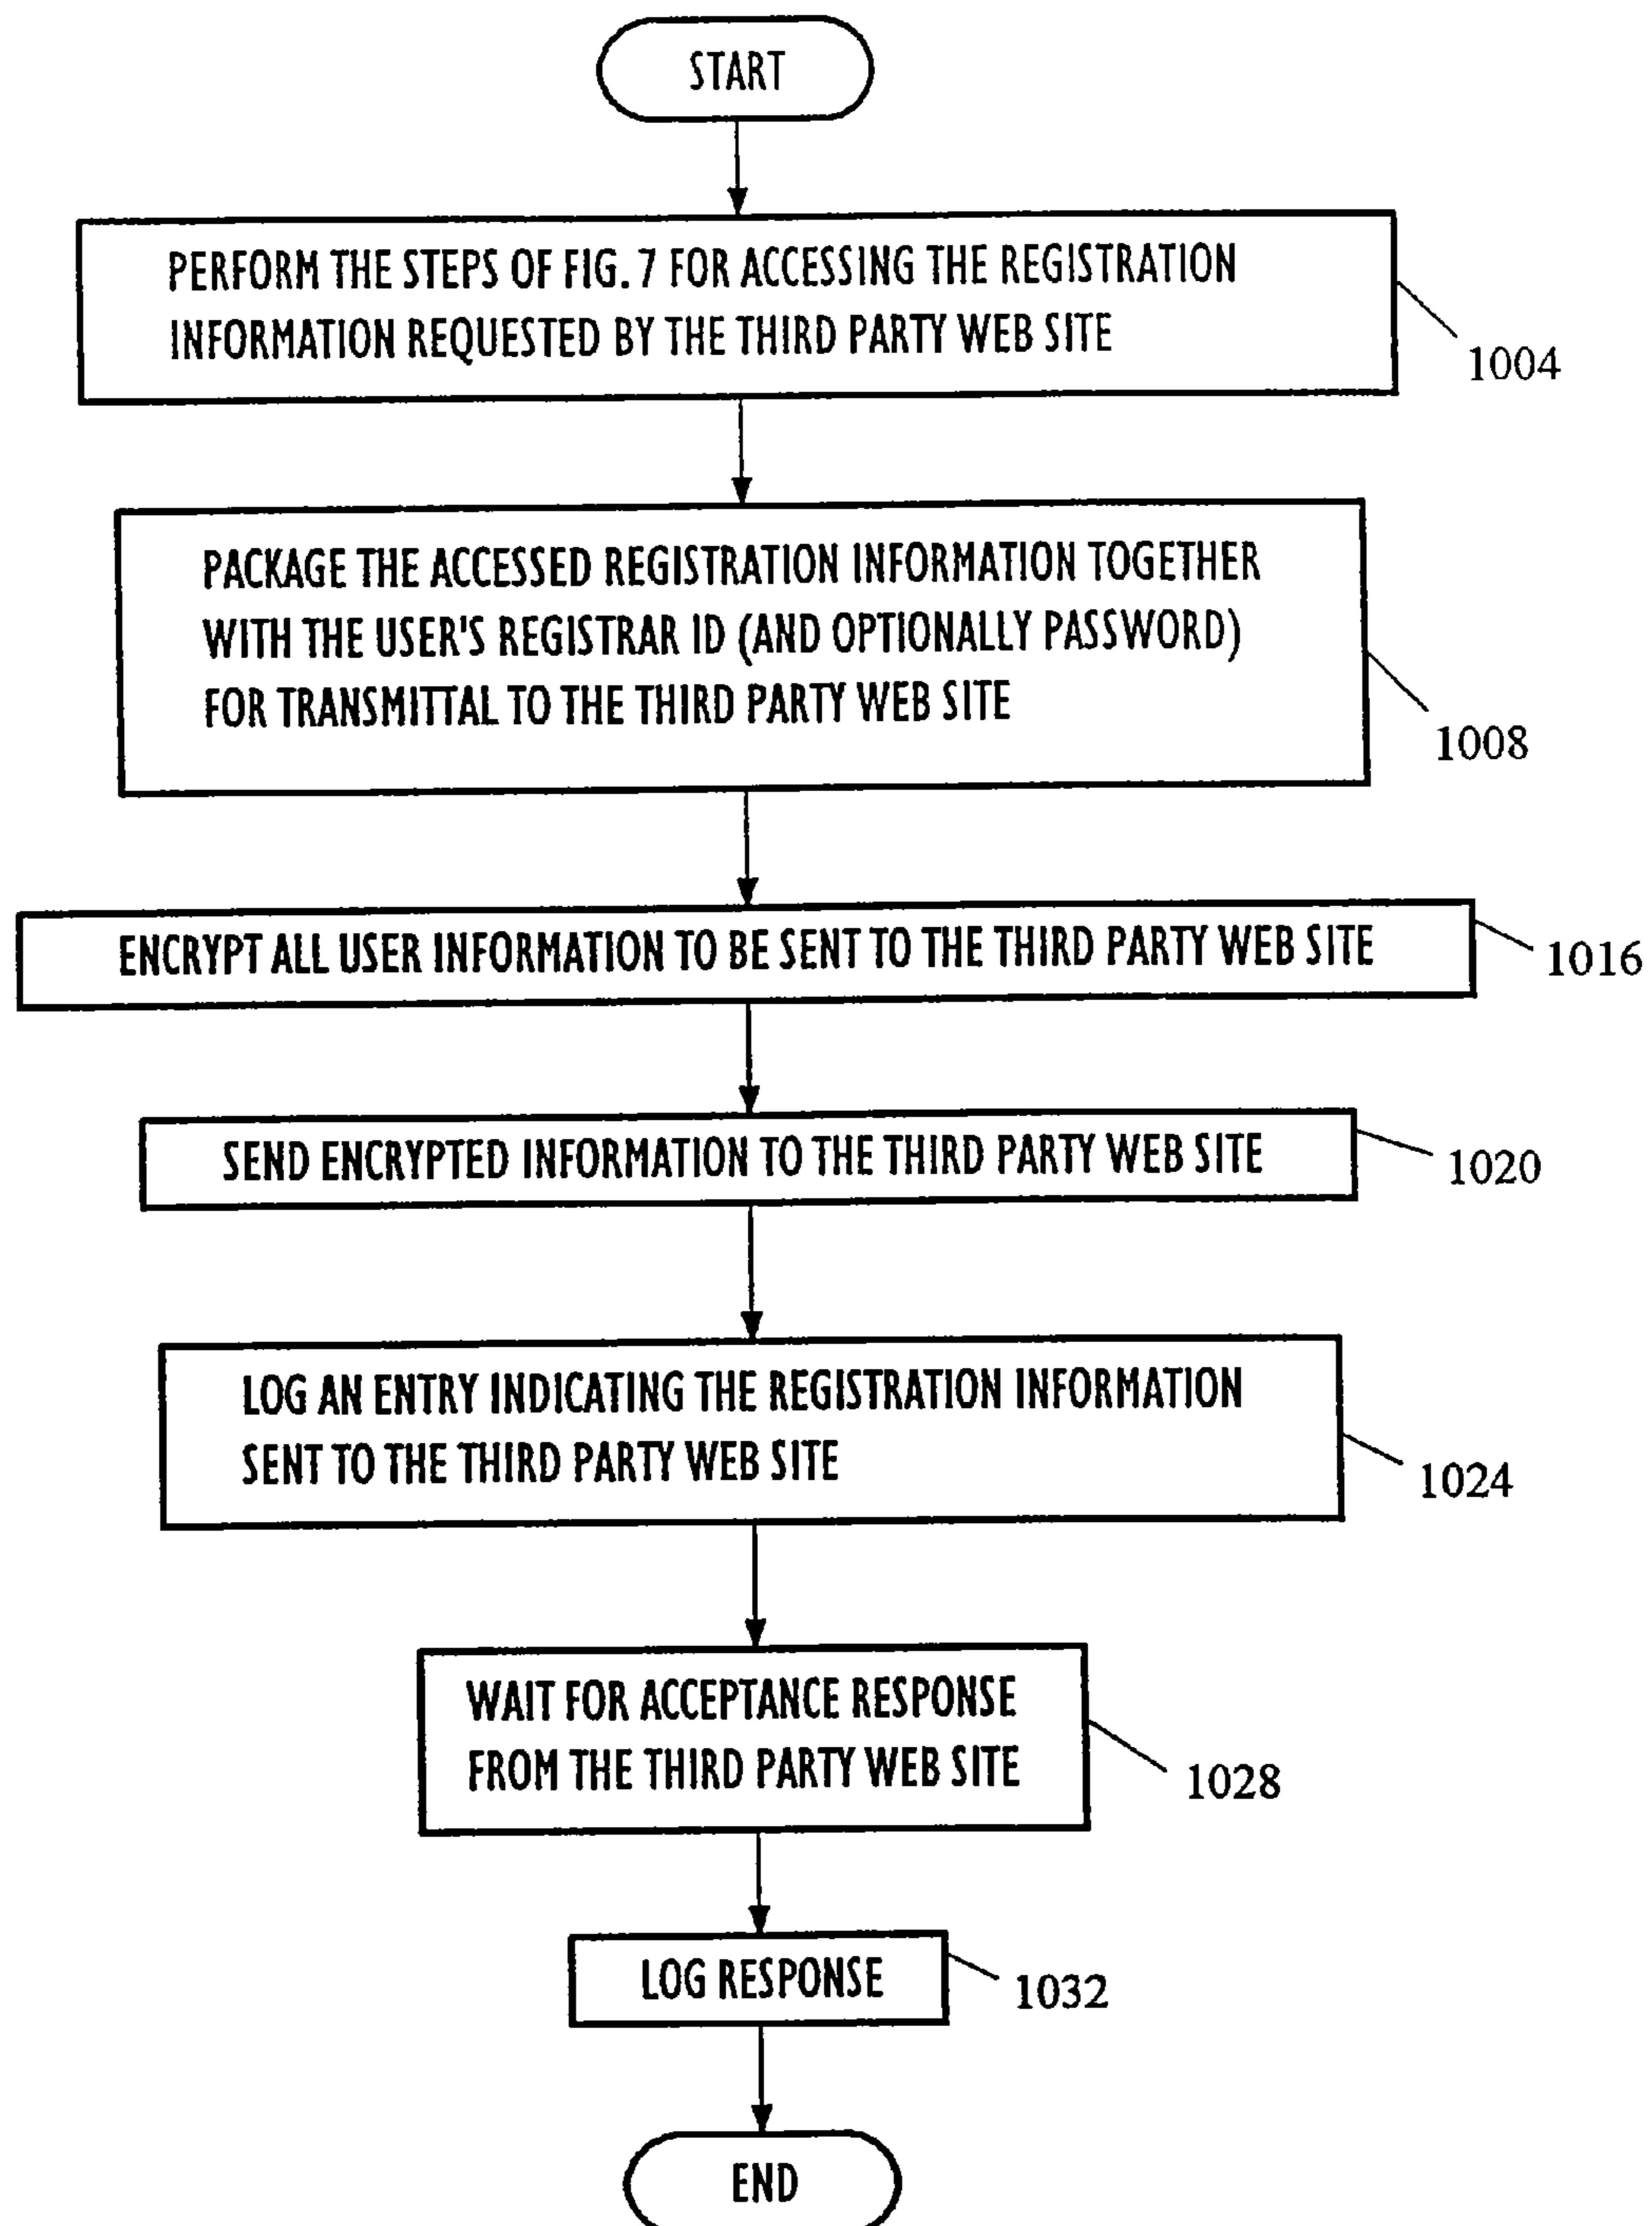 START
PERFORM THE STEPS OF FIG. 7 FOR ACCESSING THE REGISTRATION
INFORMATION REQUESTED BY THE THIRD PARTY WEB SITE
1004
PACKAGE THE ACCESSED REGISTRATION INFORMATION TOGETHER
WITH THE USER'S REGISTRAR ID (AND OPTIONALLY PASSWORD)
FOR TRANSMITTAL TO THE THIRD PARTY WEB SITE
1008
ENCRYPT ALL USER INFORMATION TO BE SENT TO THE THIRD PARTY WEB SITE
1016
SEND ENCRYPTED INFORMATION TO THE THIRD PARTY WEB SITE
1020
LOG AN ENTRY INDICATING THE REGISTRATION INFORMATION
SENT TO THE THIRD PARTY WEB SITE
1024
WAIT FOR ACCEPTANCE RESPONSE
FROM THE THIRD PARTY WEB SITE
1028
LOG RESPONSE
1032
END